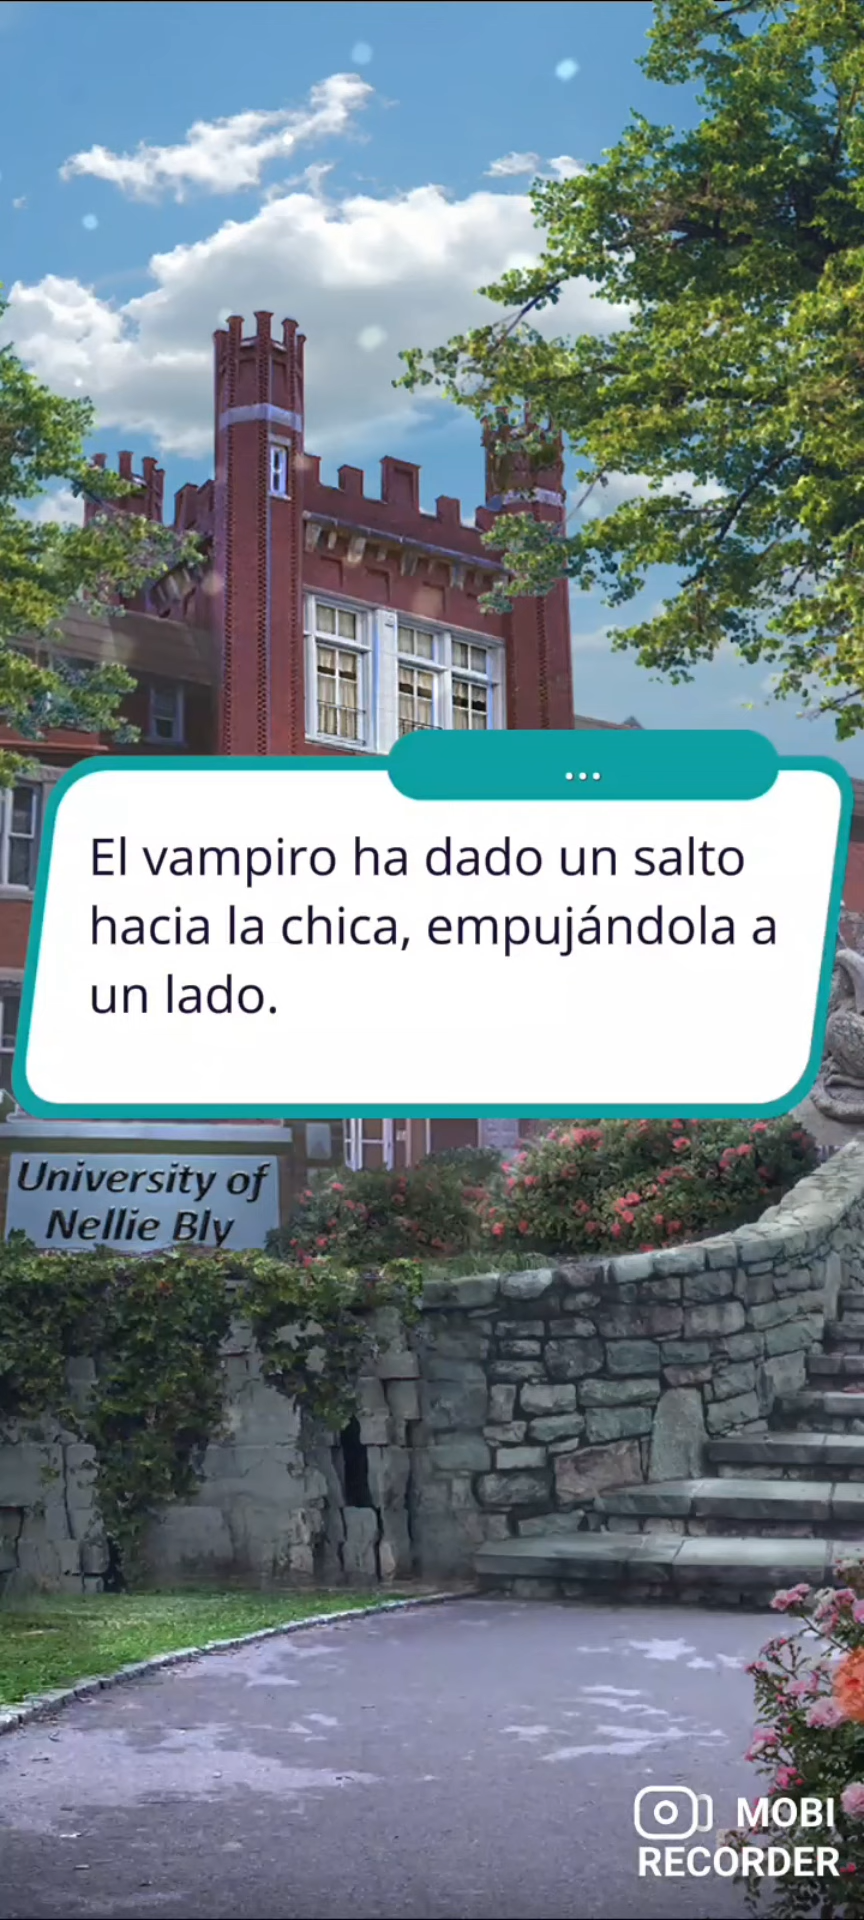 ...
El vampiro ha dado un salto
hacia la chica, empujándola a
un lado.
University of
Nellie Bly
MOBI
RECORDER